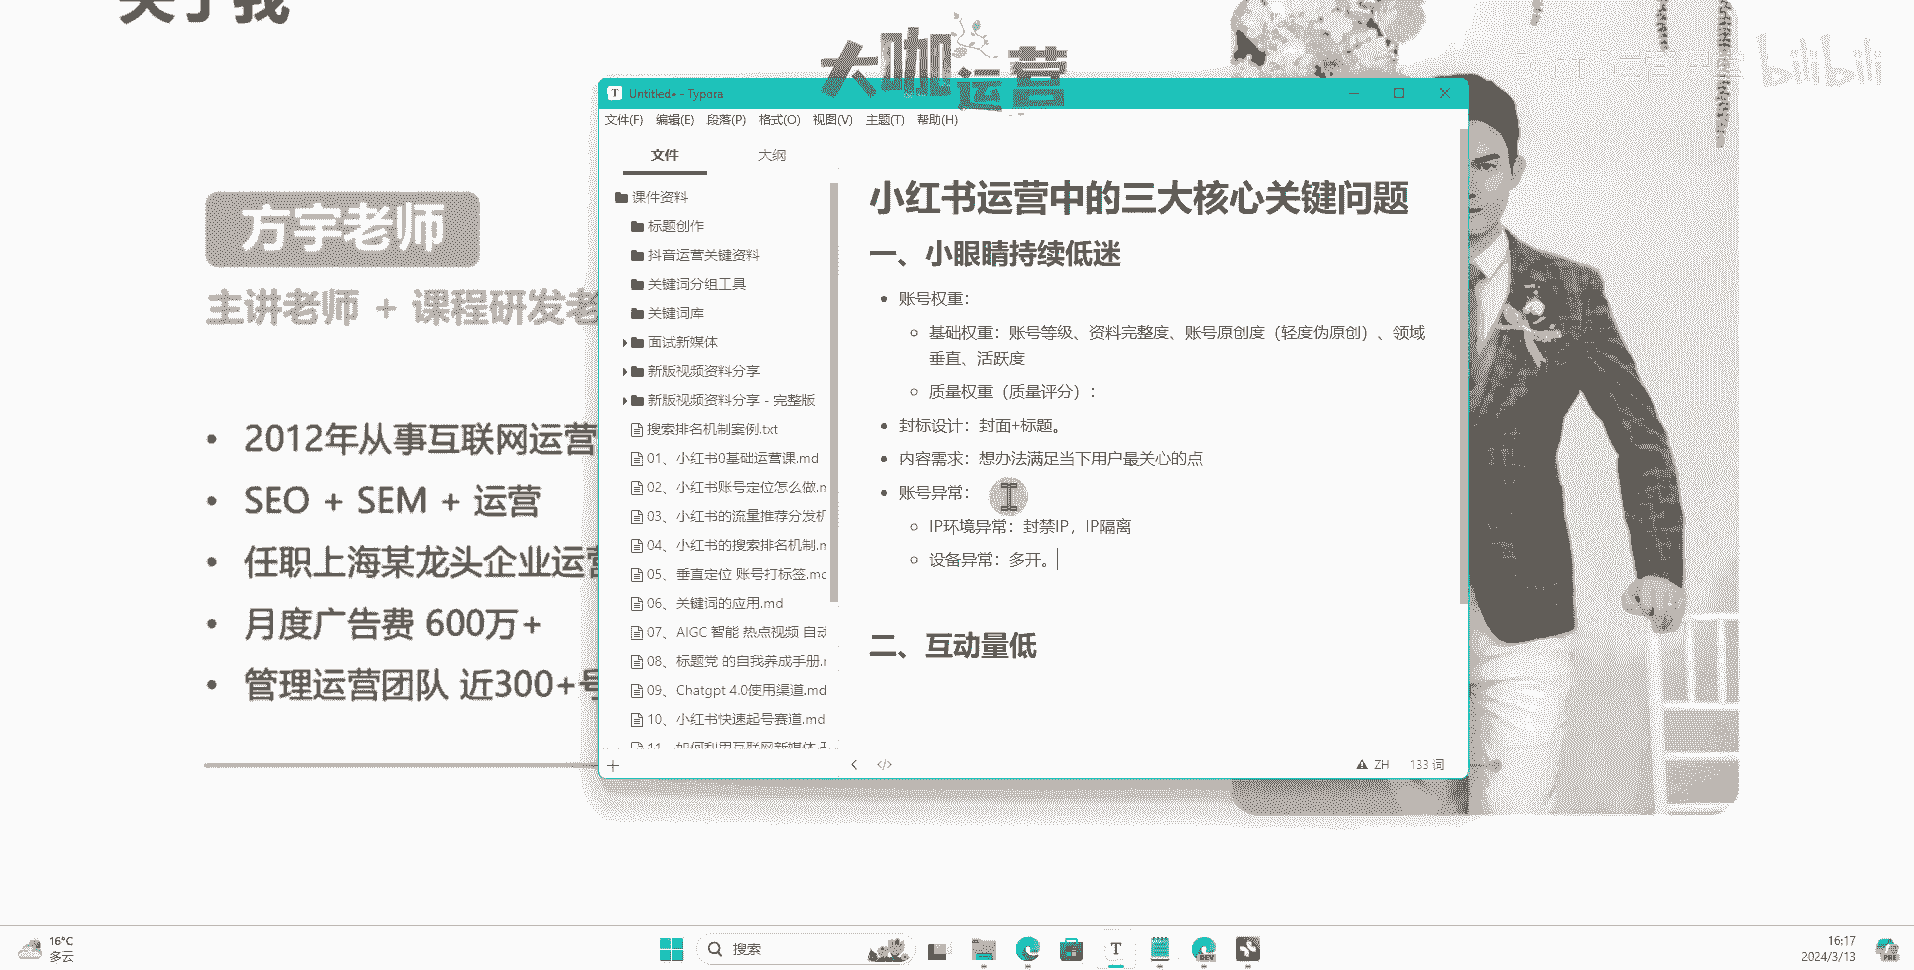 关于我
大咖运营
bilibili
方宇老师
主讲老师 + 课程研发老
2012年从事互联网运营
SEO + SEM + 运营
任职上海某龙头企业运营
月度广告费 600万+
管理运营团队 近300+号
Untitled• - Typora
文件(F) 编辑(E) 段落(P) 格式(O) 视图(V) 主题(T) 帮助(H)
文件 大纲
课件资料
标题创作
抖音运营关键资料
关键词分组工具
关键词库
面试新媒体
新版视频资料分享
新版视频资料分享 - 完整版
搜索排名机制案例.txt
01、小红书0基础运营课.md
02、小红书账号定位怎么做.m
03、小红书的流量推荐分发机
04、小红书的搜索排名机制.m
05、垂直定位 账号打标签.md
06、关键词的应用.md
07、AIGC 智能 热点视频 自动
08、标题党 的自我养成手册.m
09、Chatgpt 4.0使用渠道.md
10、小红书快速起号赛道.md
11、如何利用互联网新媒体
小红书运营中的三大核心关键问题
一、小眼睛持续低迷
账号权重：
基础权重：账号等级、资料完整度、账号原创度（轻度伪原创）、领域
垂直、活跃度
质量权重（质量评分）：
封标设计：封面+标题。
内容需求：想办法满足当下用户最关心的点
账号异常：
IP环境异常：封禁IP，IP隔离
设备异常：多开。
二、互动量低
ZH 133 词
16°C
多云
搜索
DEV
16:17
2024/3/13
PRE